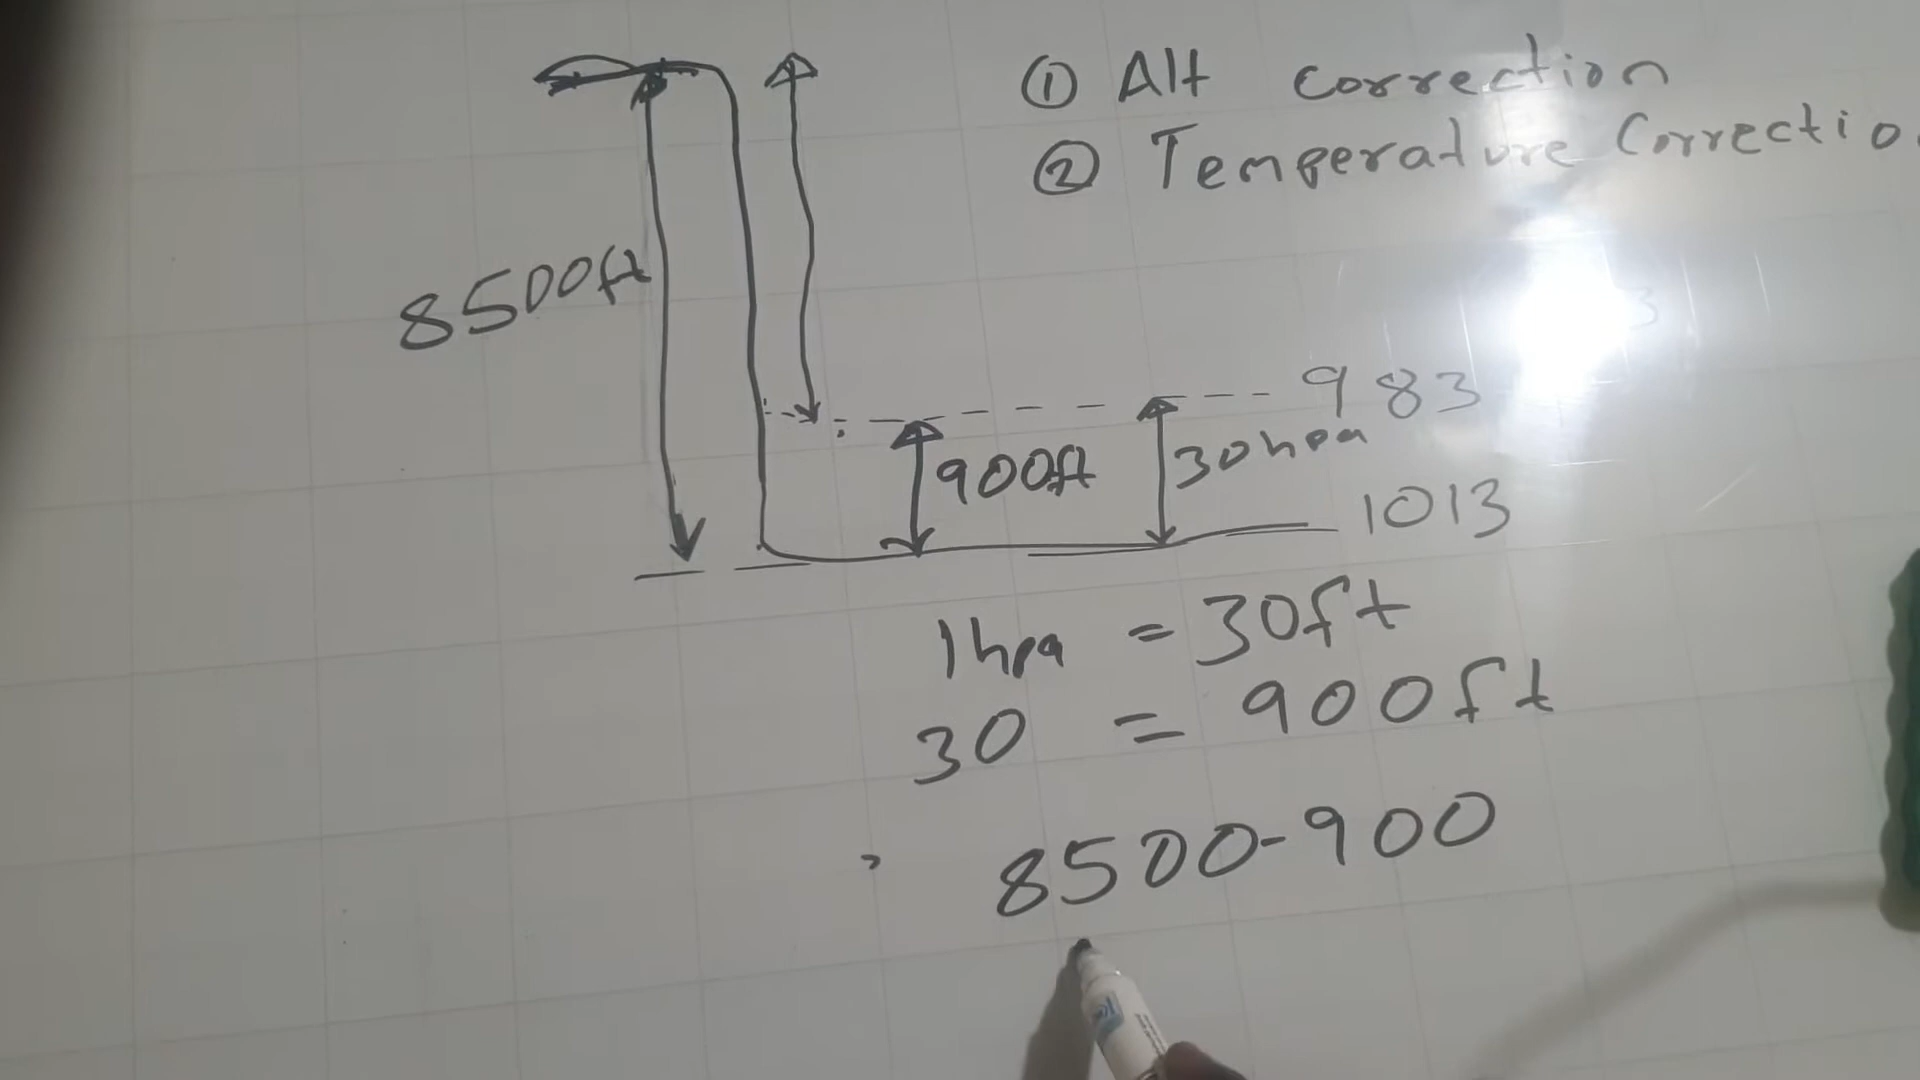 ① Alt correction
② Temperature Correctio
8500ft
983
900ft
30hpa
1013
1hpa = 30ft
30 = 900ft
8500-900